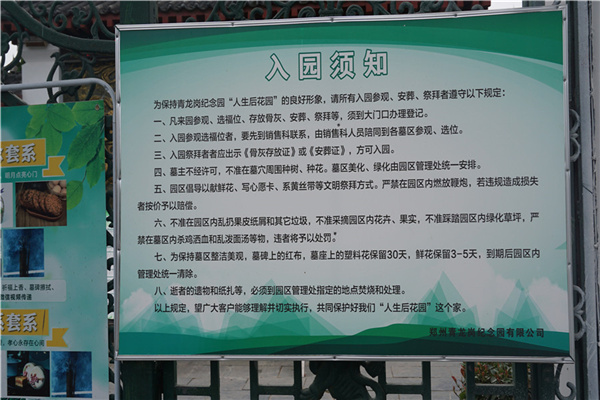 入园须知
为保持青龙岗纪念园“人生后花园”的良好形象，请所有入园参观、安葬、祭拜者遵守以下规定：
一、凡来园参观、选福位、存放骨灰、安葬、祭拜等，须到大门口办理登记。
二、入园参观选福位者，要先到销售科联系，由销售科人员陪同到各墓区参观、选位。
三、入园祭拜者者应出示《骨灰存放证》或《安葬证》，方可入园。
四、墓主不经许可，不准在墓穴周围种树、种花。墓区美化、绿化由园区管理处统一安排。
五、园区倡导以献鲜花、写心愿卡、系黄丝带等文明祭拜方式。严禁在园区内燃放鞭炮，若违规造成损失
者按价予以赔偿。
六、不准在园区内乱扔果皮纸屑和其它垃圾，不准采摘园区内花卉、果实，不准踩踏园区内绿化草坪，严
禁在墓区内杀鸡洒血和乱泼面汤等物，违者将予以处罚。
七、为保持墓区整洁美观，墓碑上的红布，墓座上的塑料花保留30天，鲜花保留3-5天，到期后园区内
管理处统一清除。
八、逝者的遗物和纸扎等，必须到园区管理处指定的地点焚烧和处理。
以上规定，望广大客户能够理解并切实执行，共同保护好我们“人生后花园”这个家。
郑州青龙岗纪念园有限公司
套系
套系